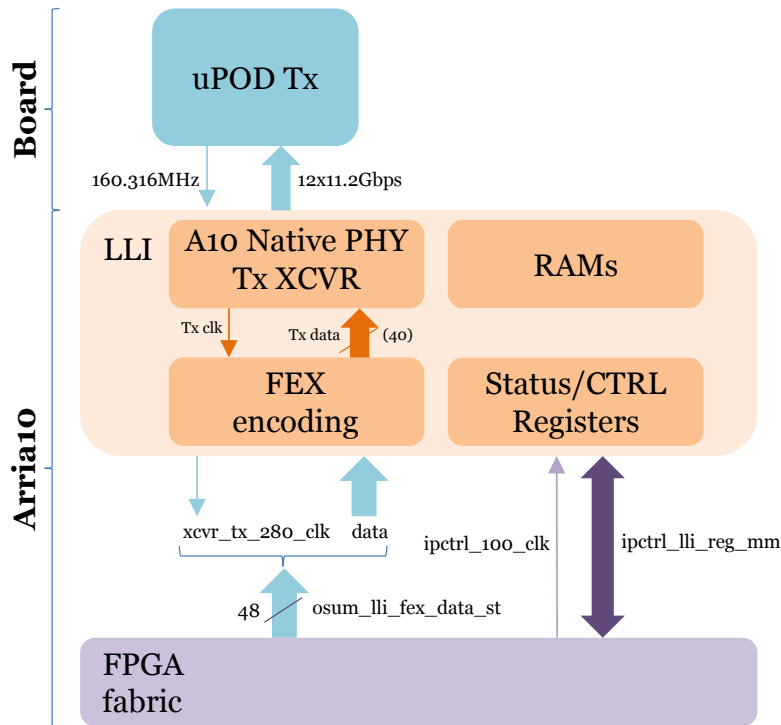 Board
uPOD Tx
160.316MHz
12x11.2Gbps
Arria10
LLI
A10 Native PHY
Tx XCVR
RAMs
Tx clk
Tx data
(40)
FEX
encoding
Status/CTRL
Registers
xcvr_tx_280_clk
data
ipctrl_100_clk
ipctrl_lli_reg_mm
48
osum_lli_fex_data_st
FPGA
fabric